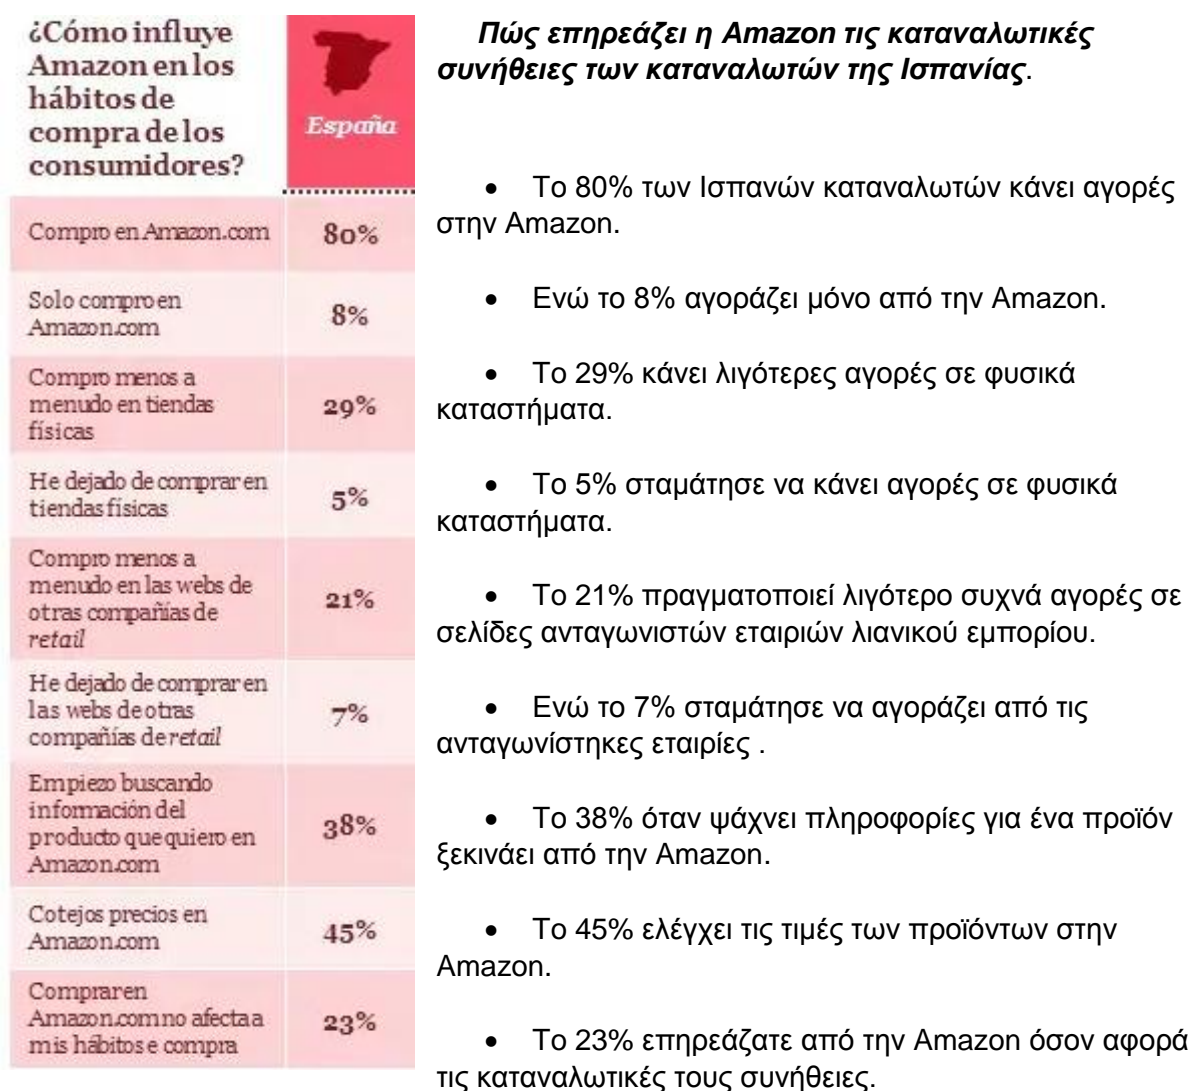 ¿Cómo influye
Amazon en los
hábitos de
compra de los
consumidores?
España
Compro en Amazon.com
80%
Solo compro en
Amazon.com
8%
Compro menos a
menudo en tiendas
físicas
29%
He dejado de comprar en
tiendas físicas
5%
Compro menos a
menudo en las webs de
otras compañías de
retail
21%
He dejado de comprar en
las webs de otras
compañías de retail
7%
Empiezo buscando
información del
producto que quiero en
Amazon.com
38%
Cotejos precios en
Amazon.com
45%
Comprar en
Amazon.com no afecta a
mis hábitos e compra
23%
Πώς επηρεάζει η Amazon τις καταναλωτικές
συνήθειες των καταναλωτών της Ισπανίας.
• Το 80% των Ισπανών καταναλωτών κάνει αγορές
στην Amazon.
• Ενώ το 8% αγοράζει μόνο από την Amazon.
• Το 29% κάνει λιγότερες αγορές σε φυσικά
καταστήματα.
• Το 5% σταμάτησε να κάνει αγορές σε φυσικά
καταστήματα.
• Το 21% πραγματοποιεί λιγότερο συχνά αγορές σε
σελίδες ανταγωνιστών εταιριών λιανικού εμπορίου.
• Ενώ το 7% σταμάτησε να αγοράζει από τις
ανταγωνίστηκες εταιρίες .
• Το 38% όταν ψάχνει πληροφορίες για ένα προϊόν
ξεκινάει από την Amazon.
• Το 45% ελέγχει τις τιμές των προϊόντων στην
Amazon.
• Το 23% επηρεάζατε από την Amazon όσον αφορά
τις καταναλωτικές τους συνήθειες.